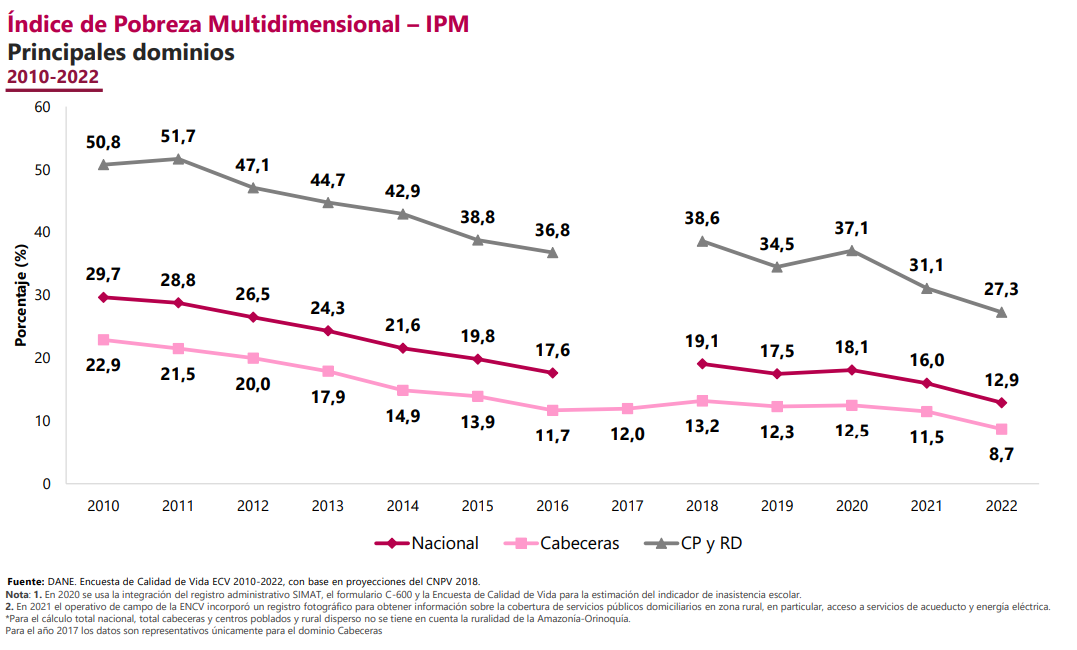 Índice de Pobreza Multidimensional – IPM
Principales dominios
2010-2022
Porcentaje (%)
60
50
40
30
20
10
0
50,8 51,7 47,1 44,7 42,9 38,8 36,8 38,6 34,5 37,1 31,1 27,3
29,7 28,8 26,5 24,3 21,6 19,8 17,6 19,1 17,5 18,1 16,0 12,9
22,9 21,5 20,0 17,9 14,9 13,9 11,7 12,0 13,2 12,3 12,5 11,5 8,7
2010 2011 2012 2013 2014 2015 2016 2017 2018 2019 2020 2021 2022
Nacional Cabeceras CP y RD
Fuente: DANE. Encuesta de Calidad de Vida ECV 2010-2022, con base en proyecciones del CNPV 2018.
Nota: 1. En 2020 se usa la integración del registro administrativo SIMAT, el formulario C-600 y la Encuesta de Calidad de Vida para la estimación del indicador de inasistencia escolar.
2. En 2021 el operativo de campo de la ENCV incorporó un registro fotográfico para obtener información sobre la cobertura de servicios públicos domiciliarios en zona rural, en particular, acceso a servicios de acueducto y energía eléctrica.
*Para el cálculo total nacional, total cabeceras y centros poblados y rural disperso no se tiene en cuenta la ruralidad de la Amazonía-Orinoquia.
Para el año 2017 los datos son representativos únicamente para el dominio Cabeceras